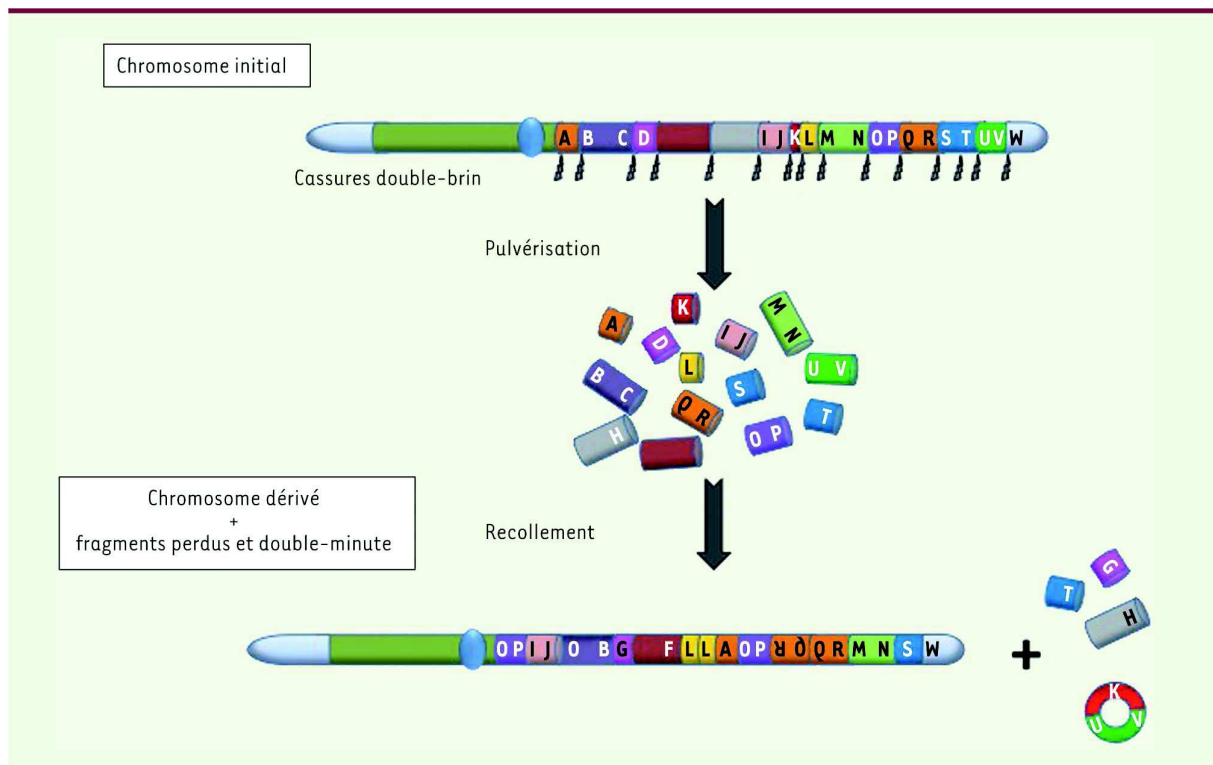 Chromosome initial
A B C D I J K L M N O P Q R S T U V W
Cassures double-brin
Pulvérisation
K
A
D
I J
M N
L
U V
B C
S
Q R
T
H
O P
Chromosome dérivé
+
fragments perdus et double-minute
Recollement
G
T
H
O P I J O B G F L L A O P R Q Q R M N S W
+
K
U V